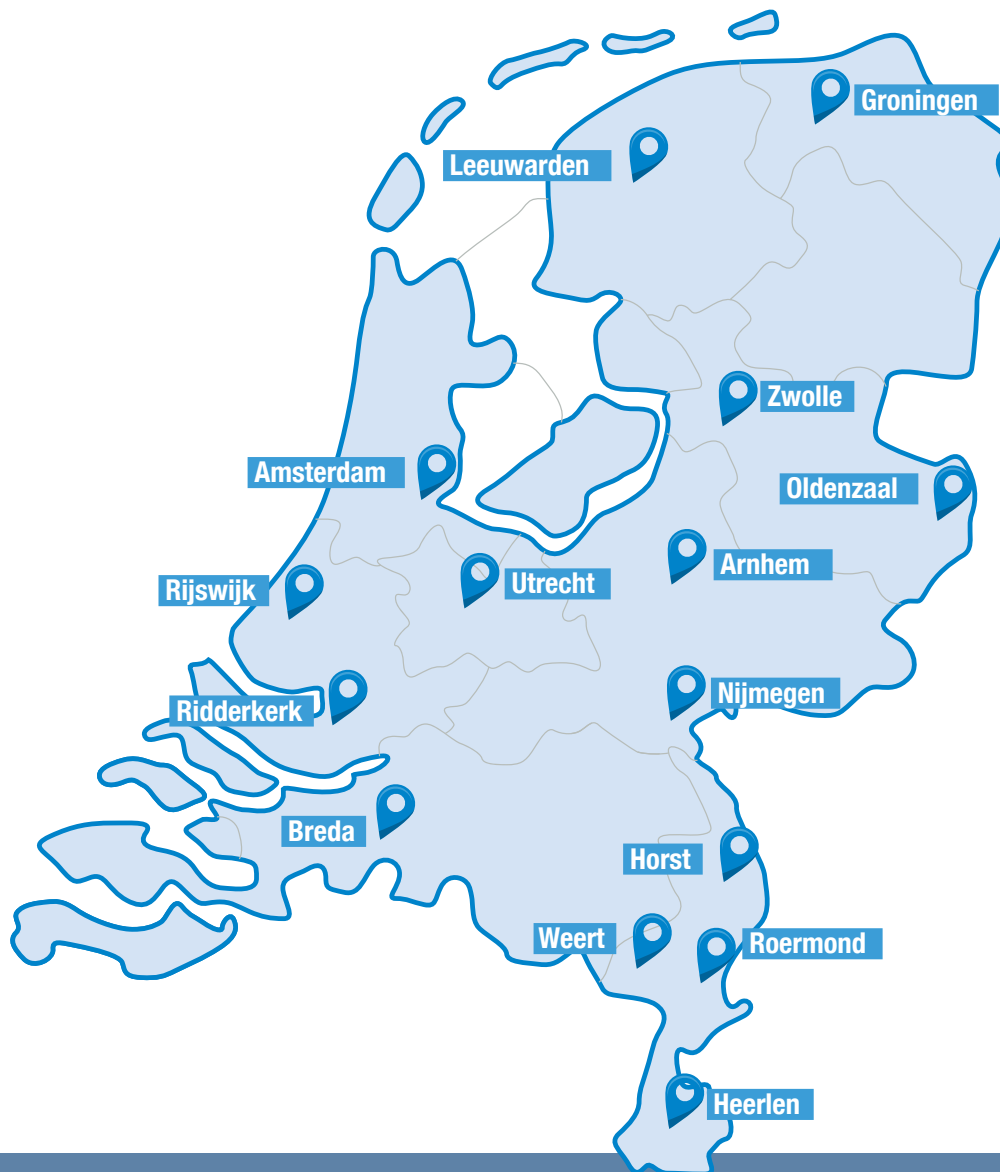 Groningen
Leeuwarden
Zwolle
Amsterdam
Oldenzaal
Arnhem
Rijswijk
Utrecht
Nijmegen
Ridderkerk
Breda
Horst
Weert
Roermond
Heerlen